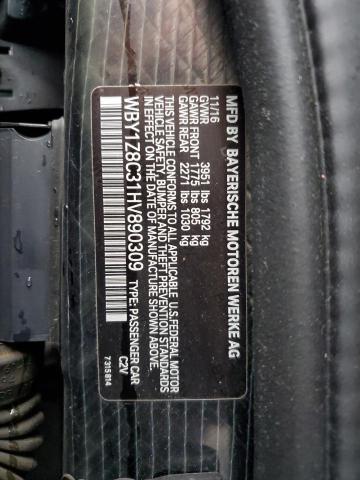 MFD BY BAYERISCHE MOTOREN WERKE AG
11/16
GVWR 3951 lbs 1792 kg
GAWR FRONT 1775 lbs 805 kg
GAWR REAR 2271 lbs 1030 kg
THIS VEHICLE CONFORMS TO ALL APPLICABLE U.S. FEDERAL MOTOR
VEHICLE SAFETY, BUMPER AND THEFT PREVENTION STANDARDS
IN EFFECT ON THE DATE OF MANUFACTURE SHOWN ABOVE.
WBY1Z8C31HV890309 TYPE: PASSENGER CAR
C2V
7315814